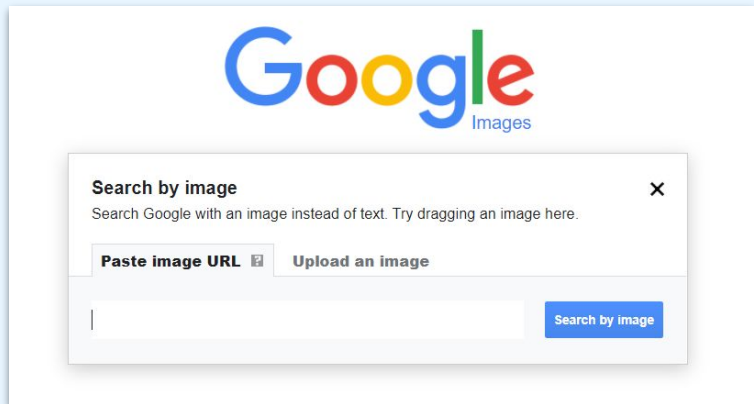 Google
Images
Search by image
Search Google with an image instead of text. Try dragging an image here.
Paste image URL ? Upload an image
Search by image